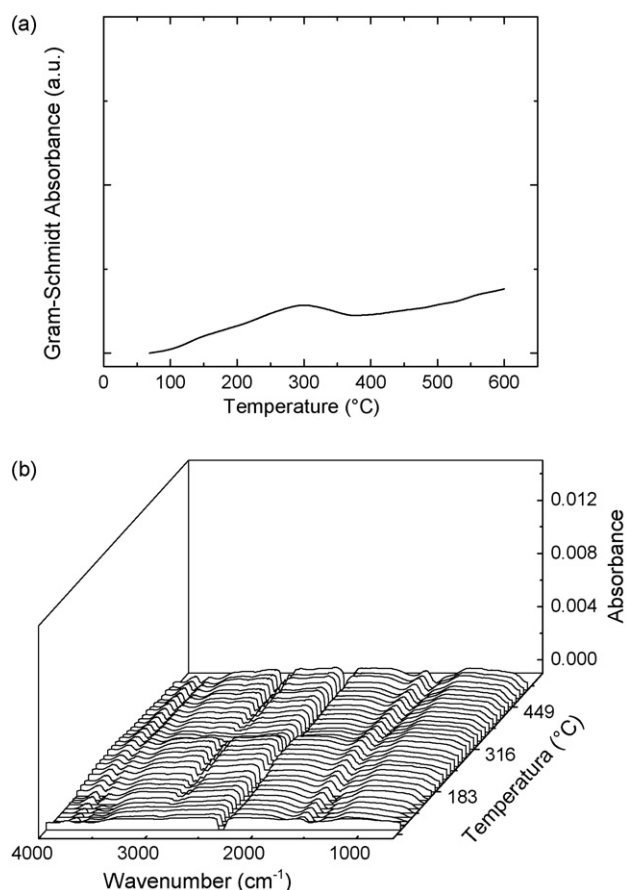 (a)
Gram-Schmidt Absorbance (a.u.)
0 100 200 300 400 500 600
Temperature (°C)
(b)
0.012
0.008
0.004
0.000
Absorbance
449
316
183
Temperatura (°C)
4000 3000 2000 1000
Wavenumber (cm⁻¹)